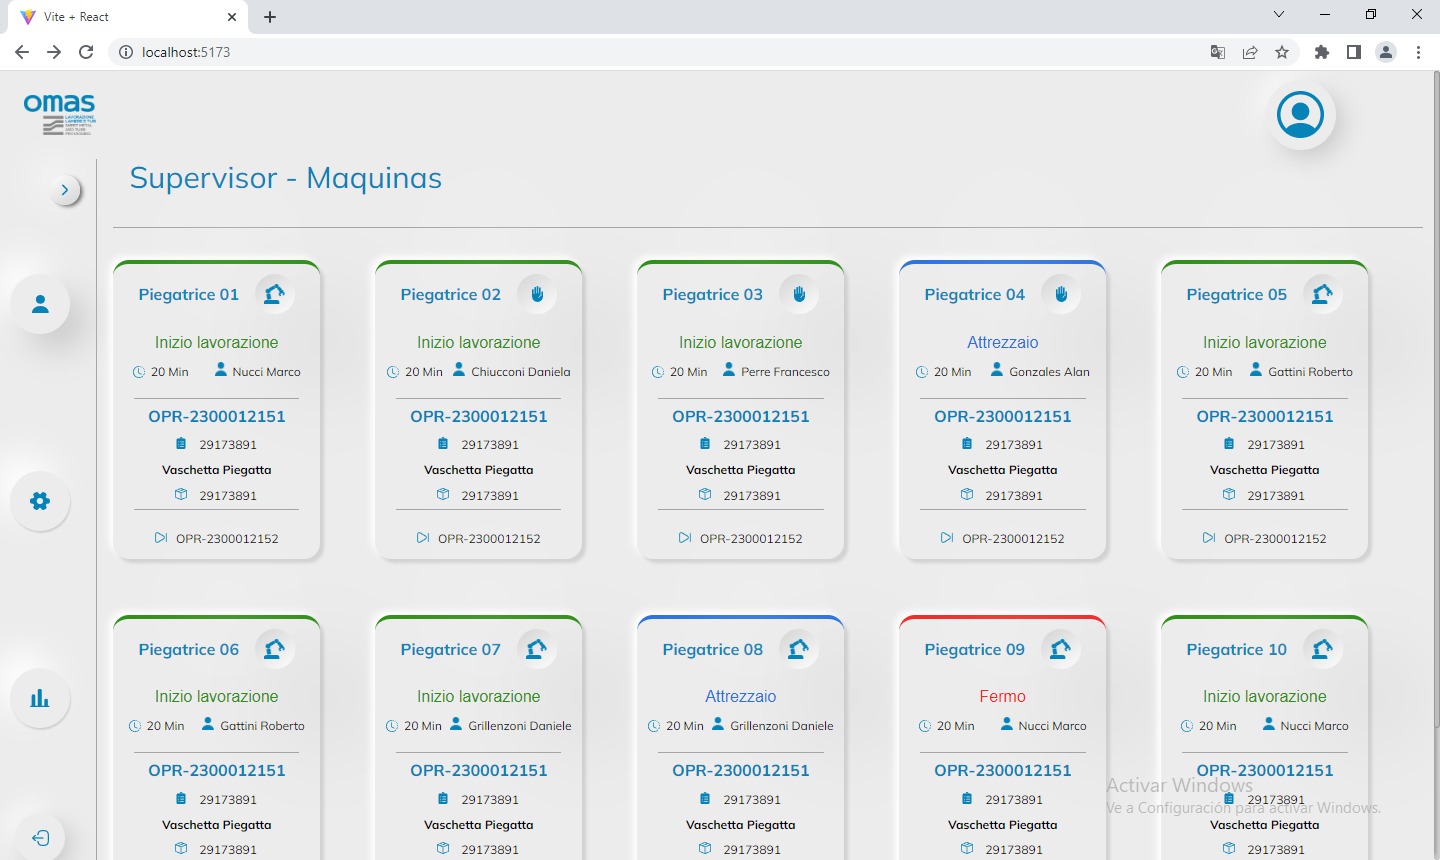 Vite + React
localhost:5173
omas
LAVORAZIONE
LAMIERE E TUBI
SHEET METAL
AND TUBE
PROCESSING
Supervisor - Maquinas
Piegatrice 01
Inizio lavorazione
20 Min Nucci Marco
OPR-2300012151
29173891
Vaschetta Piegatta
29173891
OPR-2300012152
Piegatrice 02
Inizio lavorazione
20 Min Chiucconi Daniela
OPR-2300012151
29173891
Vaschetta Piegatta
29173891
OPR-2300012152
Piegatrice 03
Inizio lavorazione
20 Min Perre Francesco
OPR-2300012151
29173891
Vaschetta Piegatta
29173891
OPR-2300012152
Piegatrice 04
Attrezzaio
20 Min Gonzales Alan
OPR-2300012151
29173891
Vaschetta Piegatta
29173891
OPR-2300012152
Piegatrice 05
Inizio lavorazione
20 Min Gattini Roberto
OPR-2300012151
29173891
Vaschetta Piegatta
29173891
OPR-2300012152
Piegatrice 06
Inizio lavorazione
20 Min Gattini Roberto
OPR-2300012151
29173891
Vaschetta Piegatta
29173891
Piegatrice 07
Inizio lavorazione
20 Min Grillenzoni Daniele
OPR-2300012151
29173891
Vaschetta Piegatta
29173891
Piegatrice 08
Attrezzaio
20 Min Grillenzoni Daniele
OPR-2300012151
29173891
Vaschetta Piegatta
29173891
Piegatrice 09
Fermo
20 Min Nucci Marco
OPR-2300012151
29173891
Vaschetta Piegatta
29173891
Piegatrice 10
Inizio lavorazione
20 Min Nucci Marco
OPR-2300012151
29173891
Vaschetta Piegatta
29173891
Activar Windows
Ve a Configuración para activar Windows.